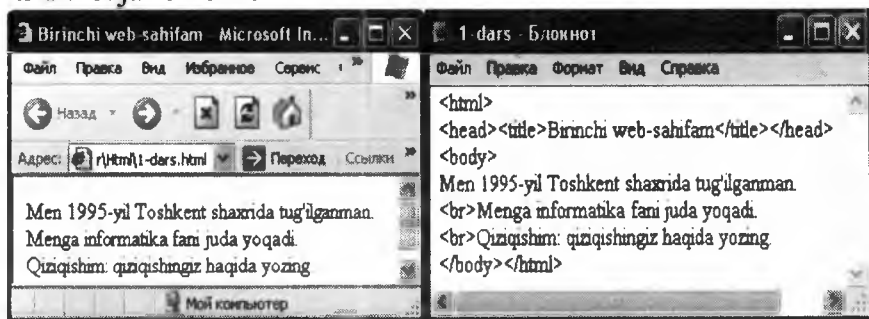 Birinchi web-sahifam - Microsoft In...
Файл Правка Вид Избранное Сервис »
Назад »
Адрес: r\Html\1-dars.html Переход Ссылки »
Men 1995-yil Toshkent shaxrida tug'ilganman.
Menga informatika fani juda yoqadi.
Qiziqishim: qiziqishingiz haqida yozing
Мой компьютер
1-dars - Блокнот
Файл Правка Формат Вид Справка
<html>
<head><title>Birinchi web-sahifam</title></head>
<body>
Men 1995-yil Toshkent shaxrida tug'ilganman.
<br>Menga informatika fani juda yoqadi.
<br>Qiziqishim: qiziqishingiz haqida yozing
</body></html>